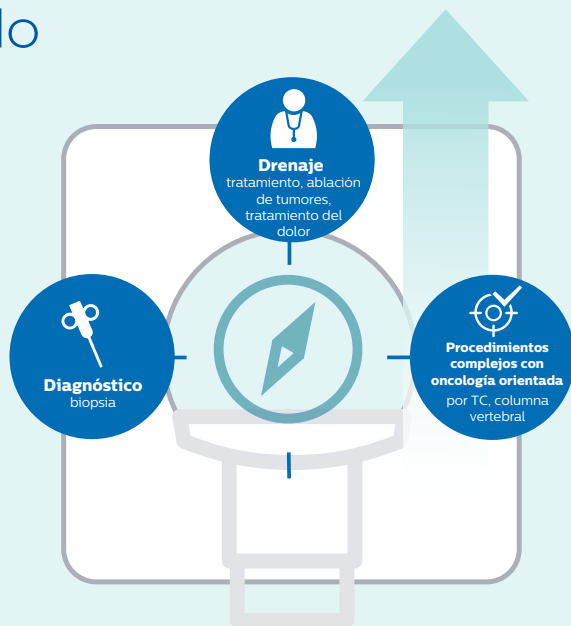 Drenaje
tratamiento, ablación
de tumores,
tratamiento del
dolor
Diagnóstico
biopsia
Procedimientos
complejos con
oncología orientada
por TC, columna
vertebral